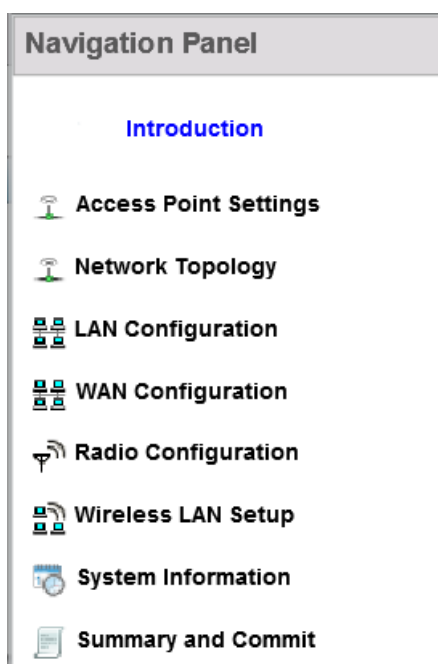 Navigation Panel
Introduction
Access Point Settings
Network Topology
LAN Configuration
WAN Configuration
Radio Configuration
Wireless LAN Setup
System Information
Summary and Commit